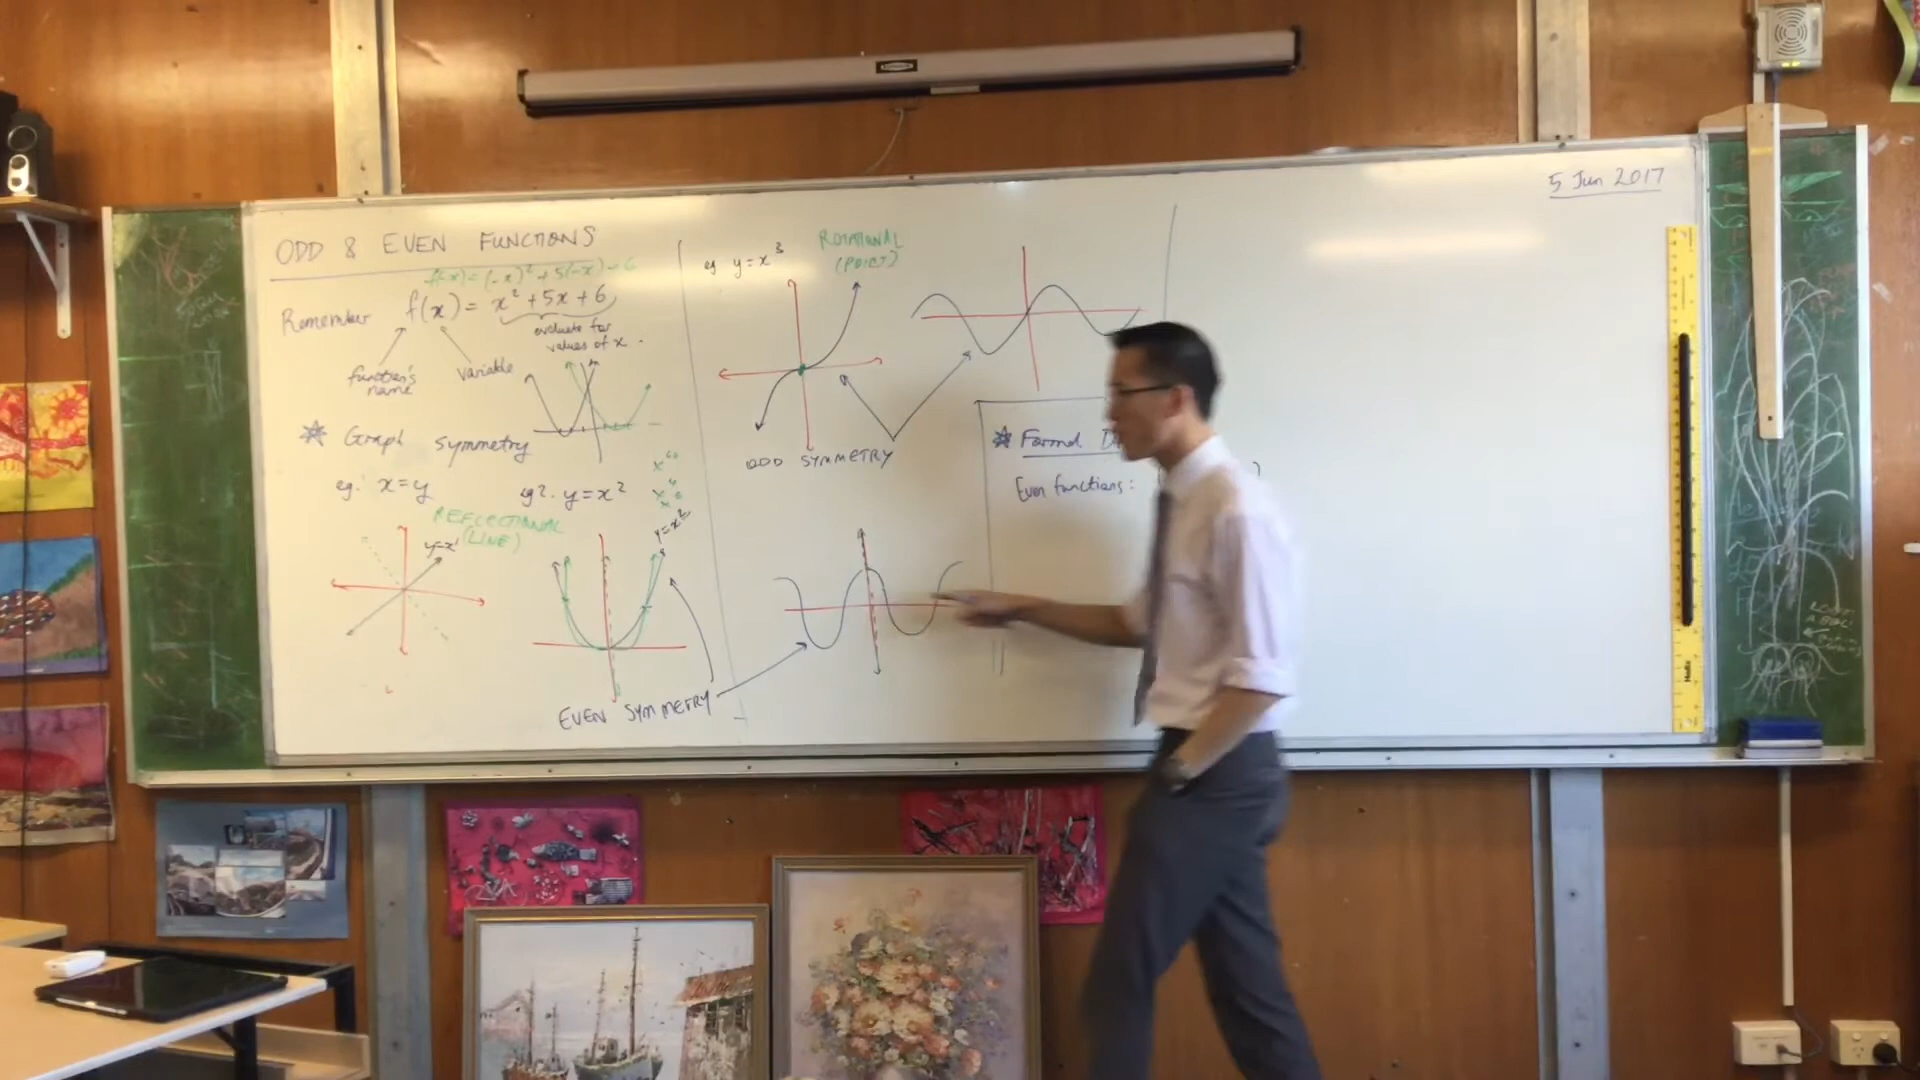 5 Jun 2017
ODD & EVEN FUNCTIONS
f(-x) = (-x)² + 5(-x) + 6
Remember f(x) = x² + 5x + 6
evaluate for
values of x.
function's
name
variable
Graph symmetry
eg. x = y
eg 2. y = x²
REFLECTIONAL
(LINE)
y = x²
EVEN SYMMETRY
eg y = x³
ROTATIONAL
(POINT)
ODD SYMMETRY
Formal
Even functions: